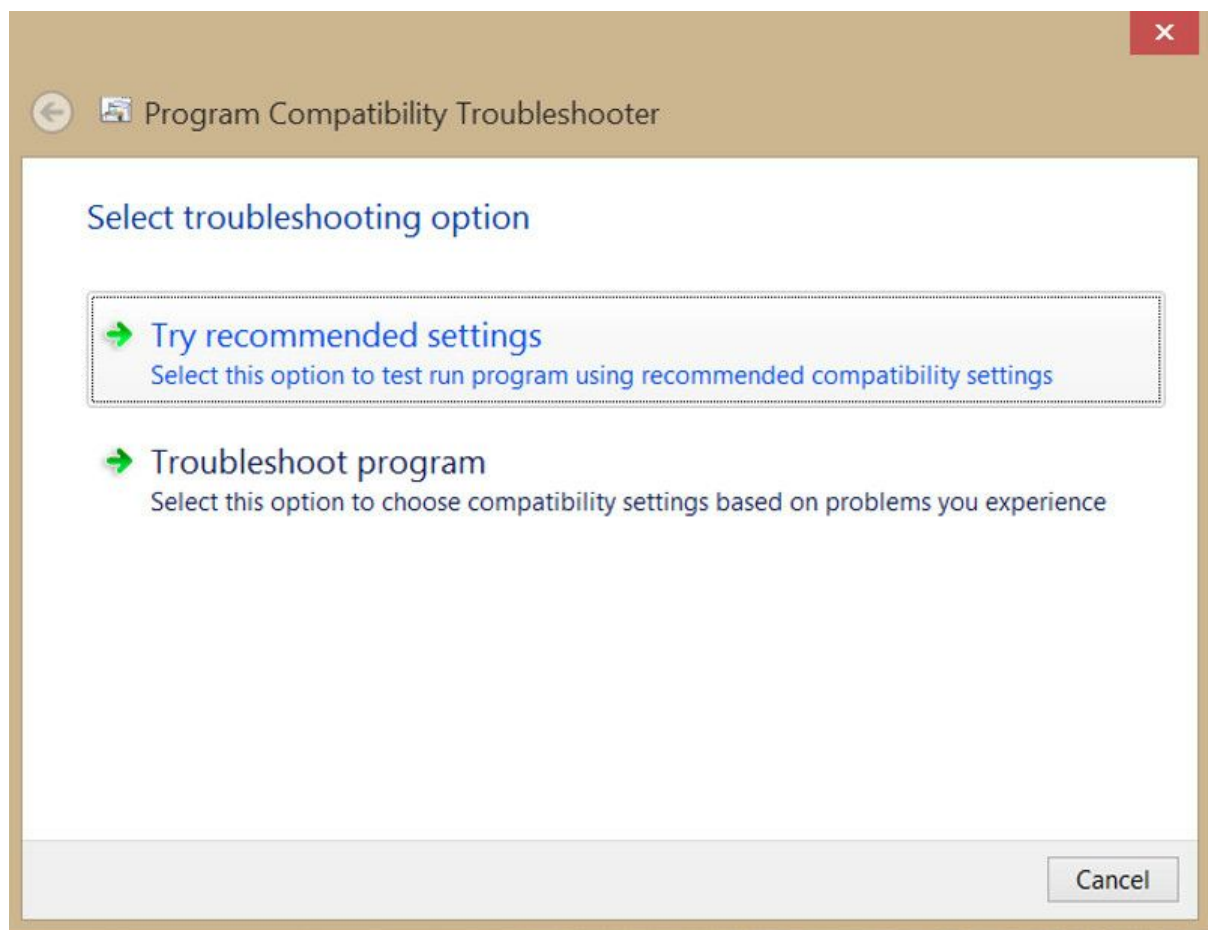 Program Compatibility Troubleshooter
Select troubleshooting option
Try recommended settings
Select this option to test run program using recommended compatibility settings
Troubleshoot program
Select this option to choose compatibility settings based on problems you experience
Cancel